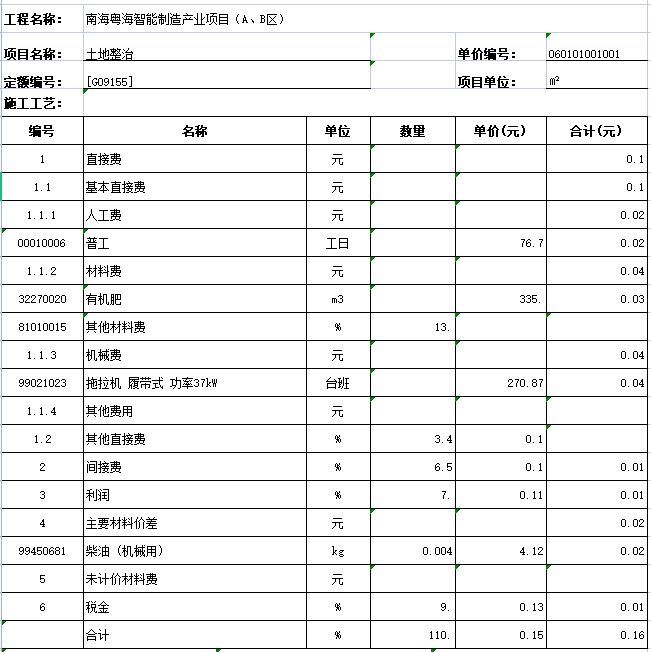 工程名称： 南海粤海智能制造产业项目（A、B区）
项目名称： 土地整治 单价编号： 060101001001
定额编号： [G09155] 项目单位： m²
施工工艺：
编号 名称 单位 数量 单价(元) 合计(元)
1 直接费 元 0.1
1.1 基本直接费 元 0.1
1.1.1 人工费 元 0.02
00010006 普工 工日 76.7 0.02
1.1.2 材料费 元 0.04
32270020 有机肥 m3 335. 0.03
81010015 其他材料费 % 13.
1.1.3 机械费 元 0.04
99021023 拖拉机 履带式 功率37kW 台班 270.87 0.04
1.1.4 其他费用 元
1.2 其他直接费 % 3.4 0.1
2 间接费 % 6.5 0.1 0.01
3 利润 % 7. 0.11 0.01
4 主要材料价差 元 0.02
99450681 柴油（机械用） kg 0.004 4.12 0.02
5 未计价材料费 元
6 税金 % 9. 0.13 0.01
合计 % 110. 0.15 0.16